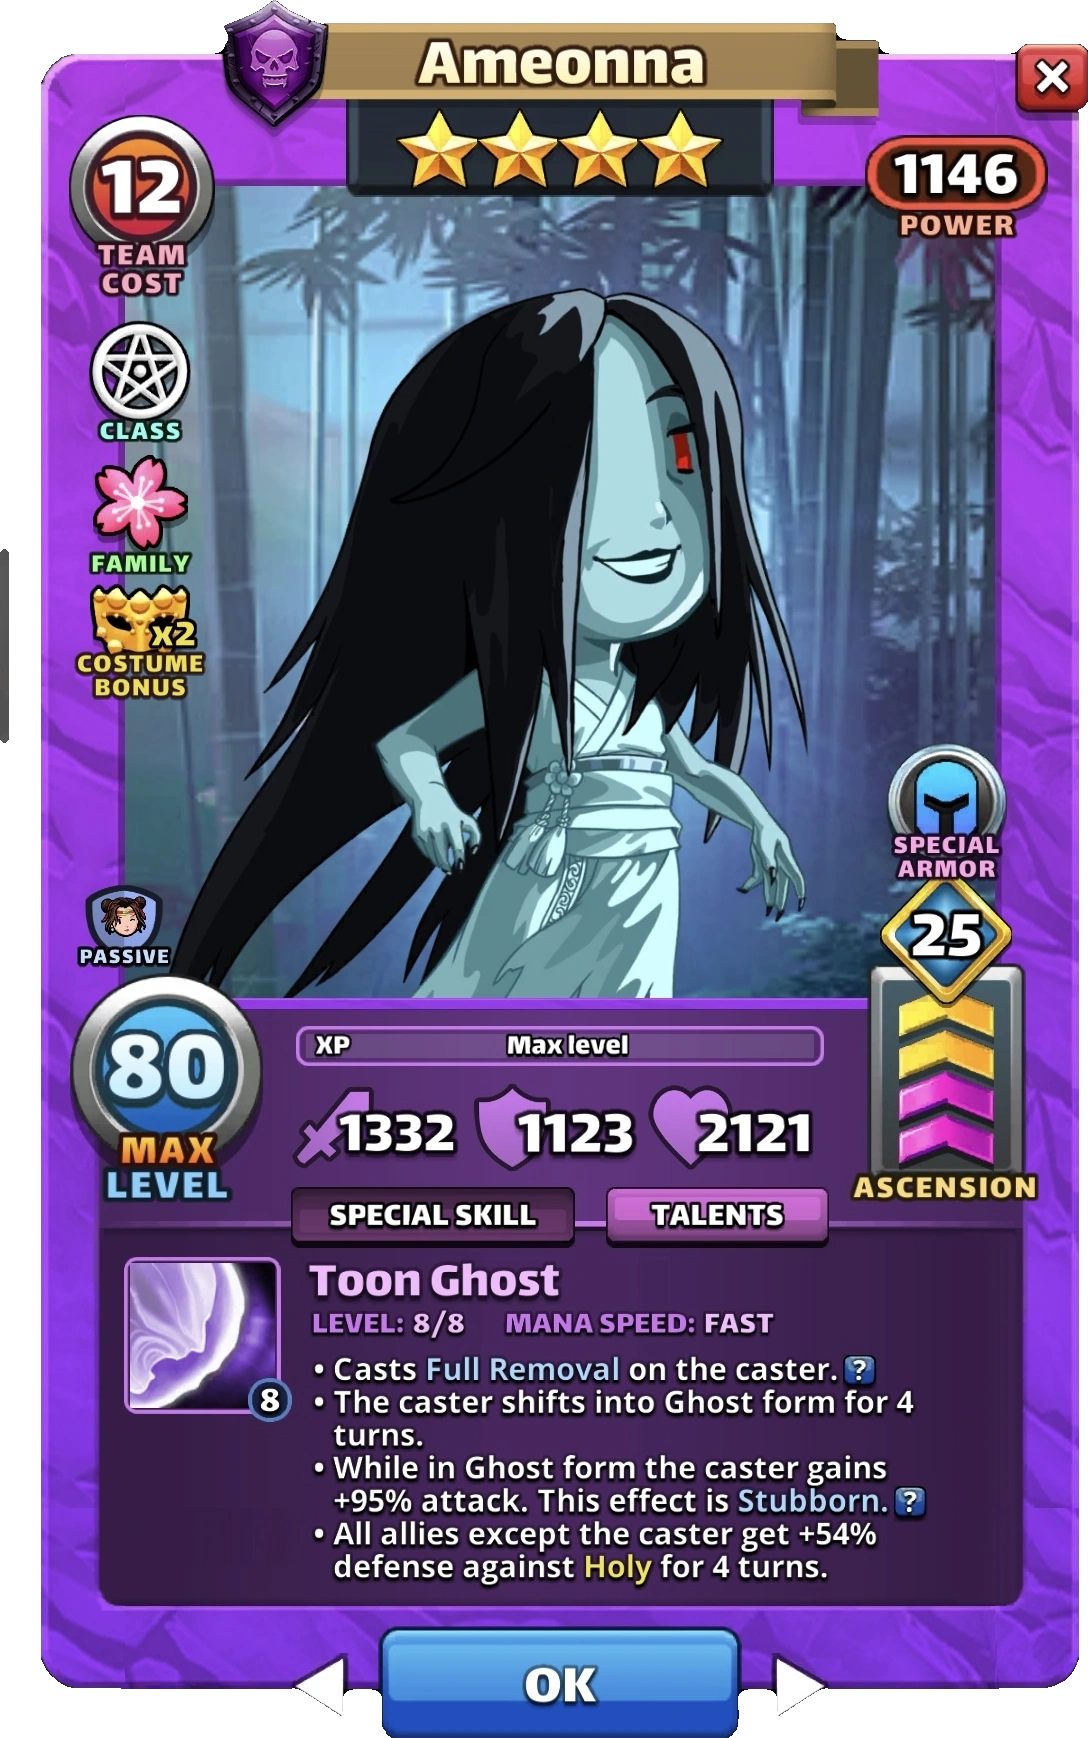 Ameonna
12
TEAM
COST
1146
POWER
CLASS
FAMILY
x2
COSTUME
BONUS
SPECIAL
ARMOR
25
PASSIVE
80
MAX
LEVEL
XP
Max level
1332
1123
2121
ASCENSION
SPECIAL SKILL
TALENTS
8
Toon Ghost
LEVEL: 8/8 MANA SPEED: FAST
• Casts Full Removal on the caster. ?
• The caster shifts into Ghost form for 4
turns.
• While in Ghost form the caster gains
+95% attack. This effect is Stubborn. ?
• All allies except the caster get +54%
defense against Holy for 4 turns.
OK